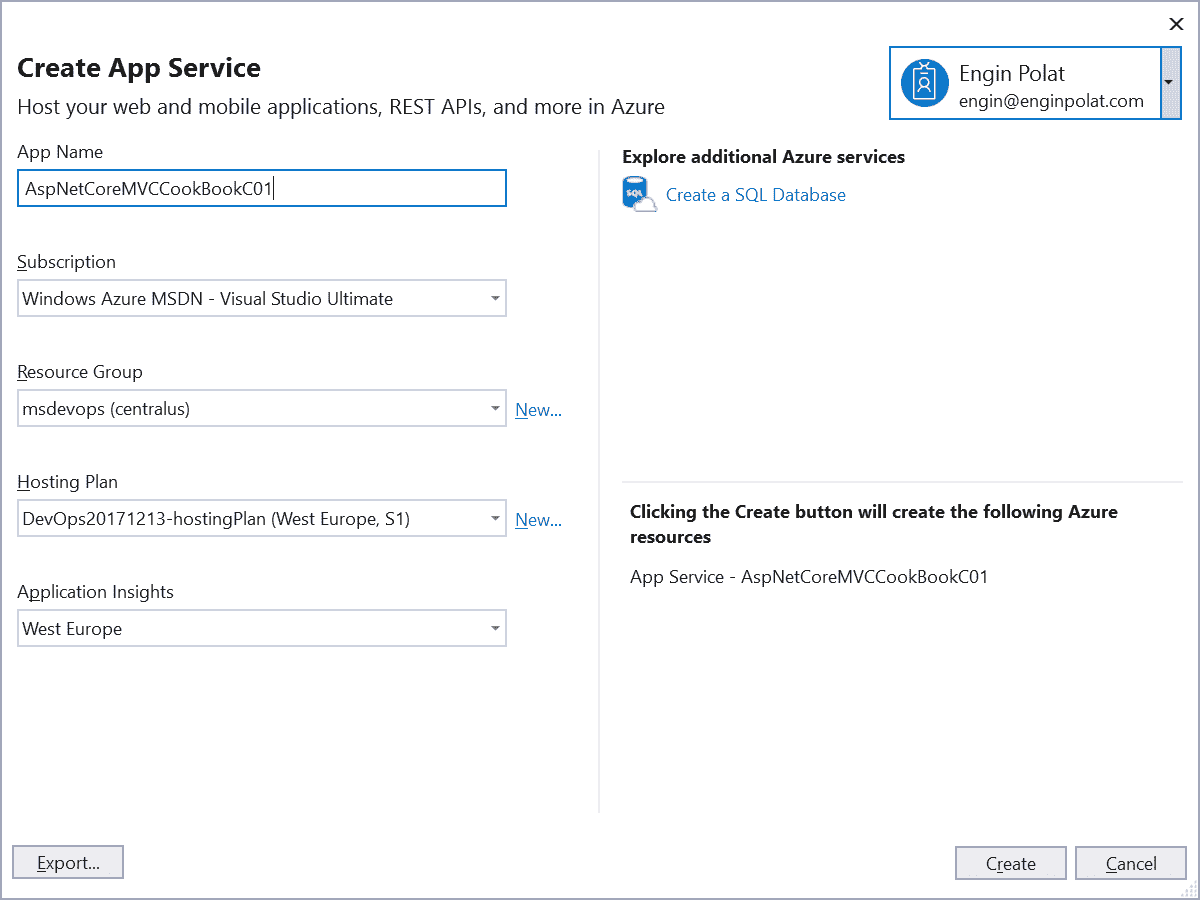 Create App Service
Host your web and mobile applications, REST APIs, and more in Azure
Engin Polat
engin@enginpolat.com
App Name
AspNetCoreMVCCookBookC01
Subscription
Windows Azure MSDN - Visual Studio Ultimate
Resource Group
msdevops (centralus)
New...
Hosting Plan
DevOps20171213-hostingPlan (West Europe, S1)
New...
Application Insights
West Europe
Explore additional Azure services
SQL
Create a SQL Database
Clicking the Create button will create the following Azure
resources
App Service - AspNetCoreMVCCookBookC01
Export...
Create
Cancel